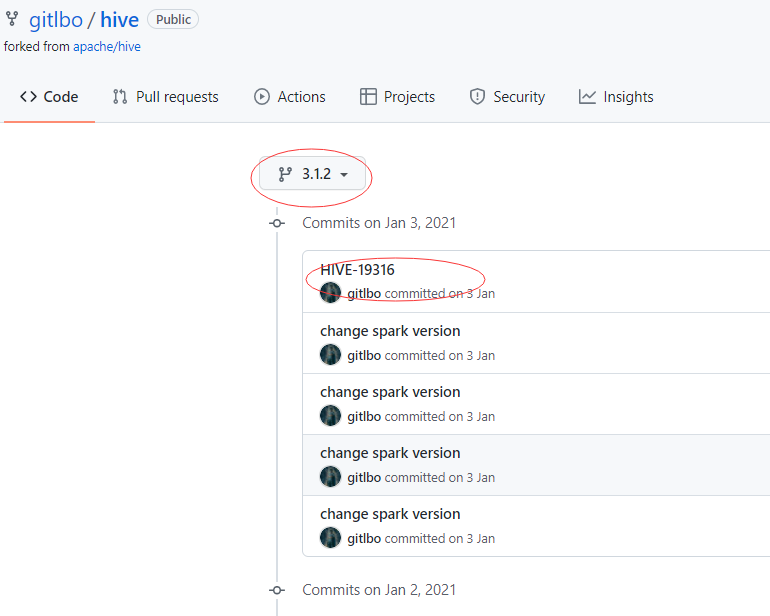 gitlbo / hive Public
forked from apache/hive
Code Pull requests Actions Projects Security Insights
3.1.2
Commits on Jan 3, 2021
HIVE-19316
gitlbo committed on 3 Jan
change spark version
gitlbo committed on 3 Jan
change spark version
gitlbo committed on 3 Jan
change spark version
gitlbo committed on 3 Jan
change spark version
gitlbo committed on 3 Jan
Commits on Jan 2, 2021